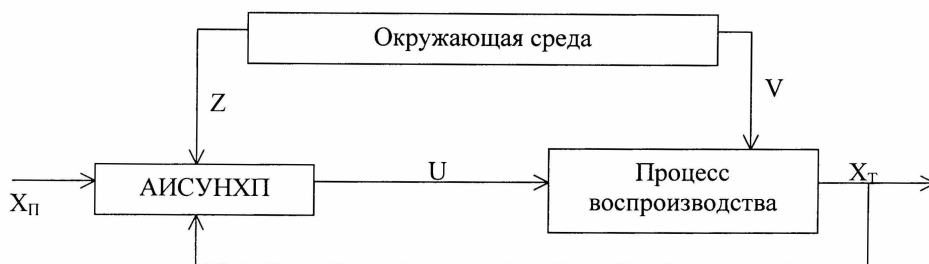 Окружающая среда
Z
V
X_П
АИСУНХП
U
Процесс
воспроизводства
X_Т